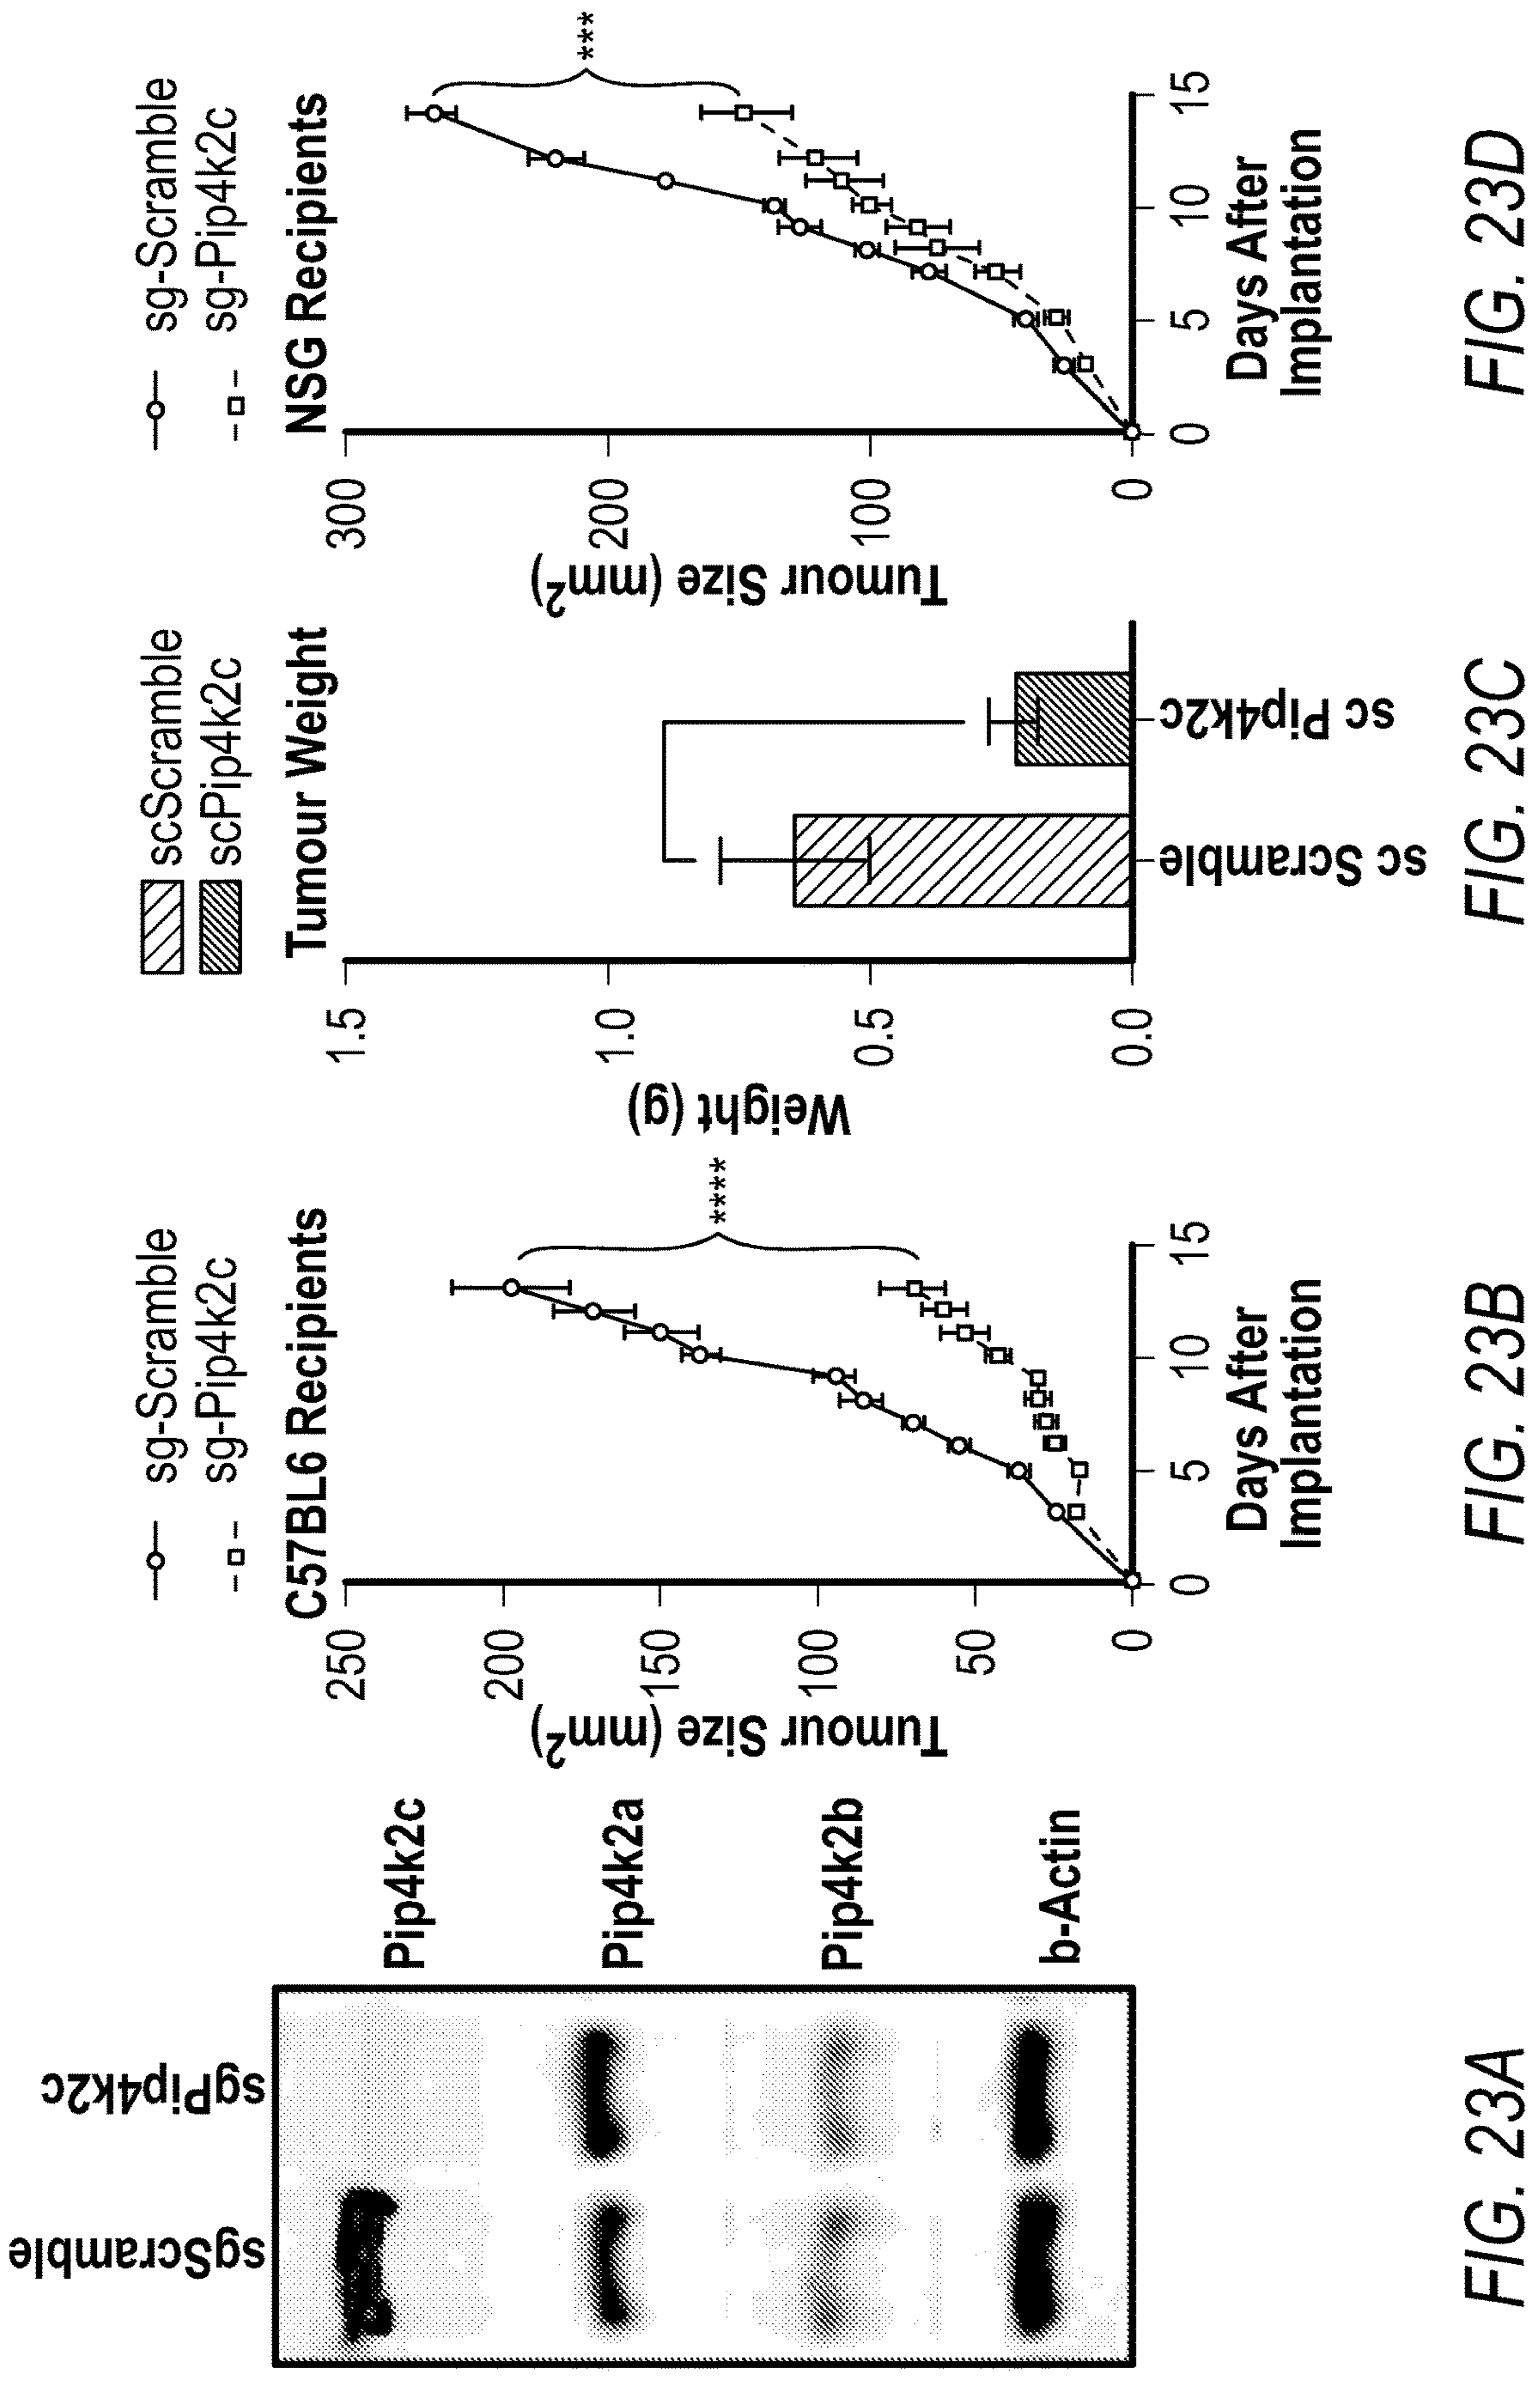 sgScramble
sgPip4k2c
Pip4k2c
Pip4k2a
Pip4k2b
b-Actin
FIG. 23A
sg-Scramble
sg-Pip4k2c
C57BL6 Recipients
Tumour Size (mm²)
250
200
150
100
50
0
0
5
10
15
Days After
Implantation
****
FIG. 23B
scScramble
scPip4k2c
Tumour Weight
Weight (g)
1.5
1.0
0.5
0.0
sc Scramble
sc Pip4k2c
FIG. 23C
sg-Scramble
sg-Pip4k2c
NSG Recipients
Tumour Size (mm²)
300
200
100
0
0
5
10
15
Days After
Implantation
***
FIG. 23D